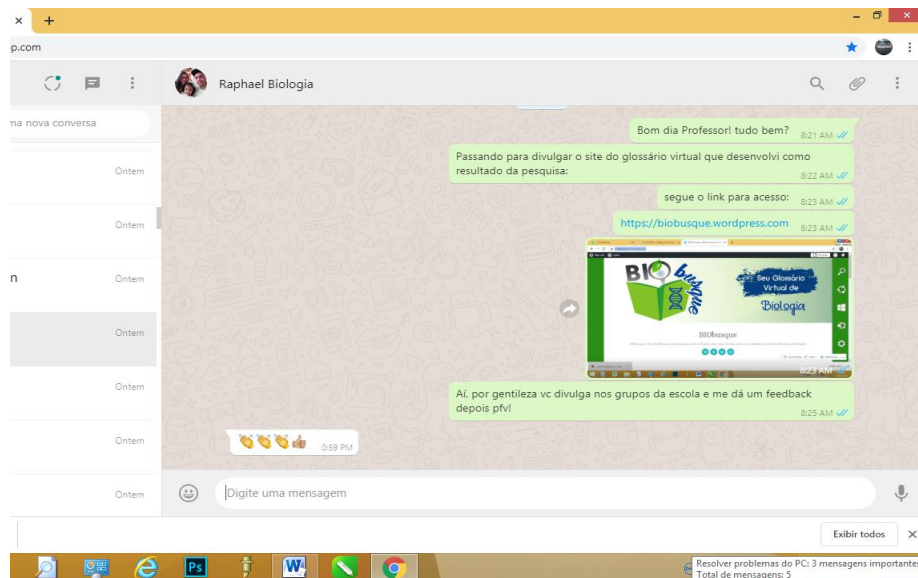 p.com
Raphael Biologia
ma nova conversa
Ontem
Ontem
n
Ontem
Ontem
Ontem
Ontem
Ontem
Bom dia Professor! tudo bem?
8:21 AM
Passando para divulgar o site do glossário virtual que desenvolvi como
resultado da pesquisa:
8:22 AM
segue o link para acesso:
8:23 AM
https://biobusque.wordpress.com
8:23 AM
BIO busque
Seu Glossário
Virtual de
Biologia
BIObusque
8:23 AM
Aí, por gentileza vc divulga nos grupos da escola e me dá um feedback
depois pfv!
8:25 AM
0:59 PM
Digite uma mensagem
Exibir todos
Ps
W
Resolver problemas do PC: 3 mensagens importantes
Total de mensagens: 5